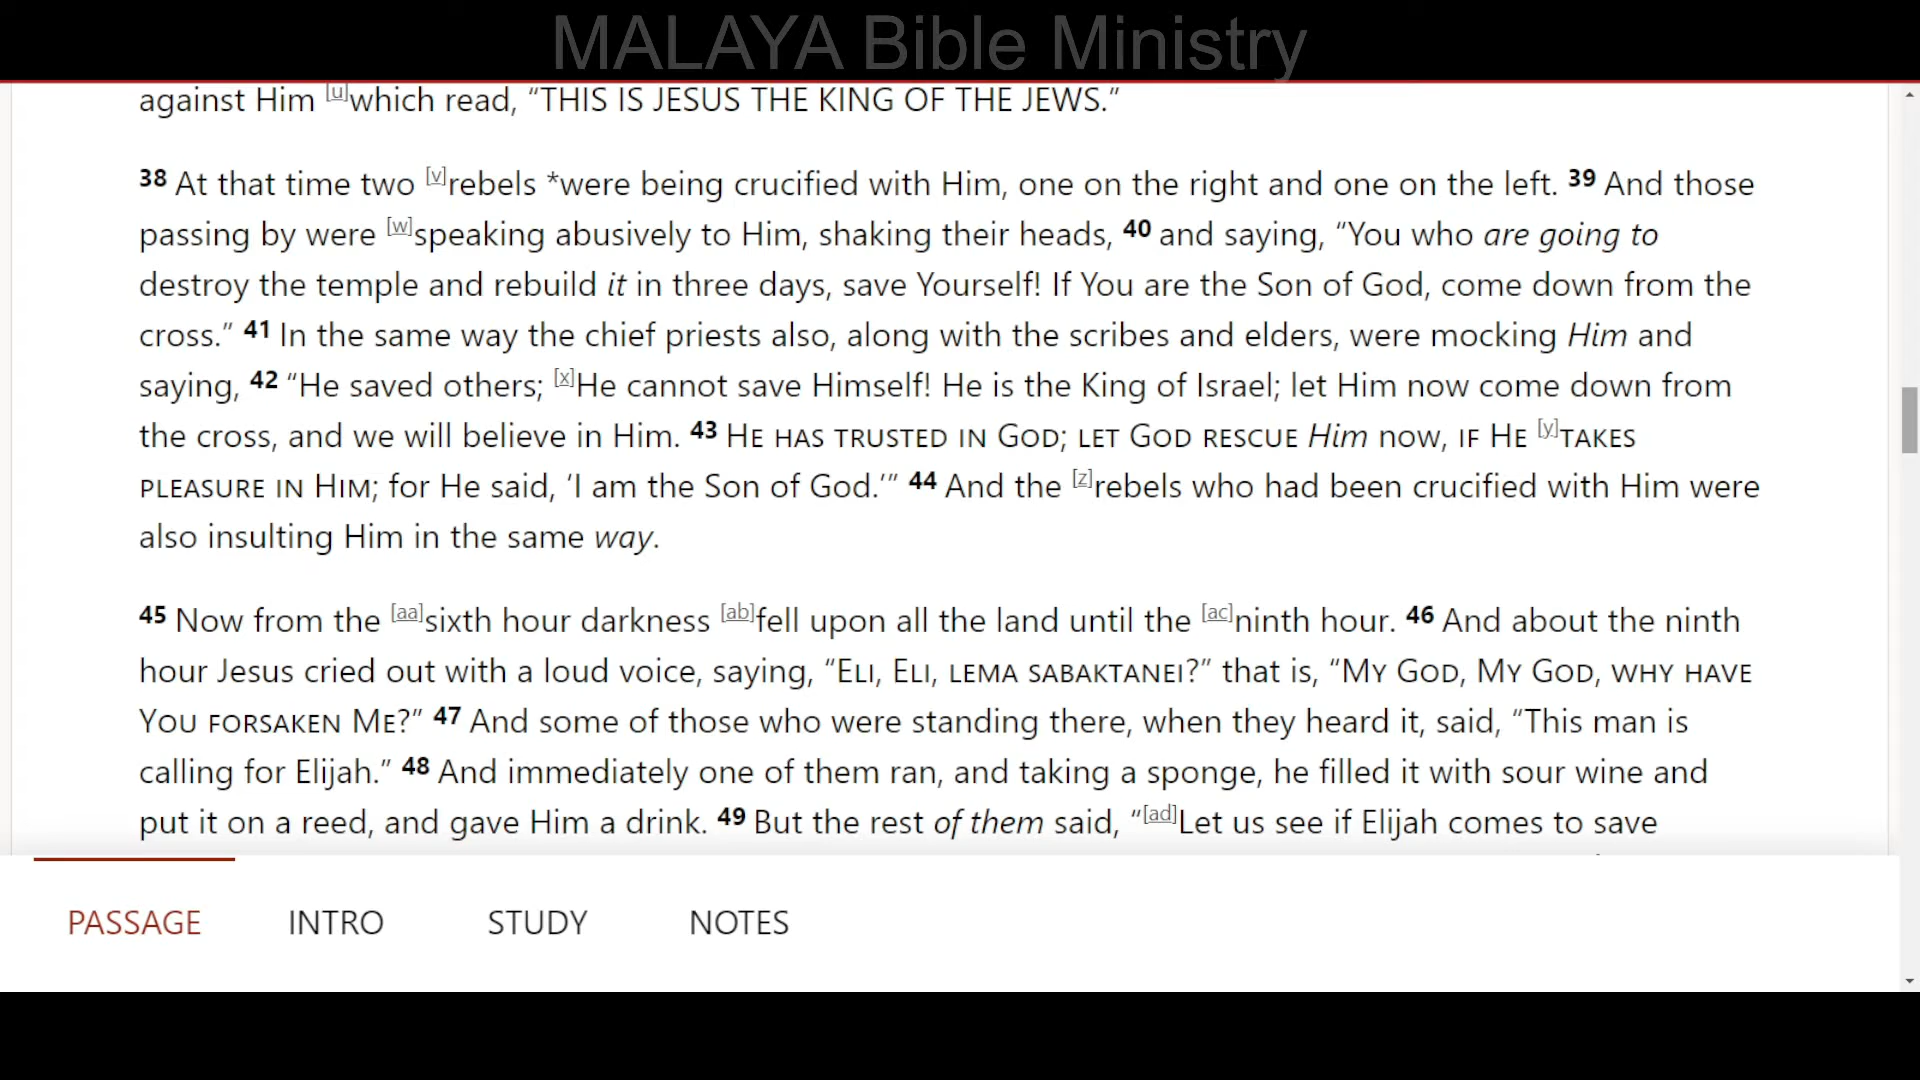 MALAYA Bible Ministry
against Him [u]which read, “THIS IS JESUS THE KING OF THE JEWS.”
38 At that time two [v]rebels *were being crucified with Him, one on the right and one on the left. 39 And those
passing by were [w]speaking abusively to Him, shaking their heads, 40 and saying, “You who are going to
destroy the temple and rebuild it in three days, save Yourself! If You are the Son of God, come down from the
cross.” 41 In the same way the chief priests also, along with the scribes and elders, were mocking Him and
saying, 42 “He saved others; [x]He cannot save Himself! He is the King of Israel; let Him now come down from
the cross, and we will believe in Him. 43 HE HAS TRUSTED IN GOD; LET GOD RESCUE Him now, IF HE [y]TAKES
PLEASURE IN HIM; for He said, ‘I am the Son of God.’” 44 And the [z]rebels who had been crucified with Him were
also insulting Him in the same way.
45 Now from the [aa]sixth hour darkness [ab]fell upon all the land until the [ac]ninth hour. 46 And about the ninth
hour Jesus cried out with a loud voice, saying, “ELI, ELI, LEMA SABAKTANEI?” that is, “MY GOD, MY GOD, WHY HAVE
YOU FORSAKEN ME?” 47 And some of those who were standing there, when they heard it, said, “This man is
calling for Elijah.” 48 And immediately one of them ran, and taking a sponge, he filled it with sour wine and
put it on a reed, and gave Him a drink. 49 But the rest of them said, “[ad]Let us see if Elijah comes to save
PASSAGE INTRO STUDY NOTES